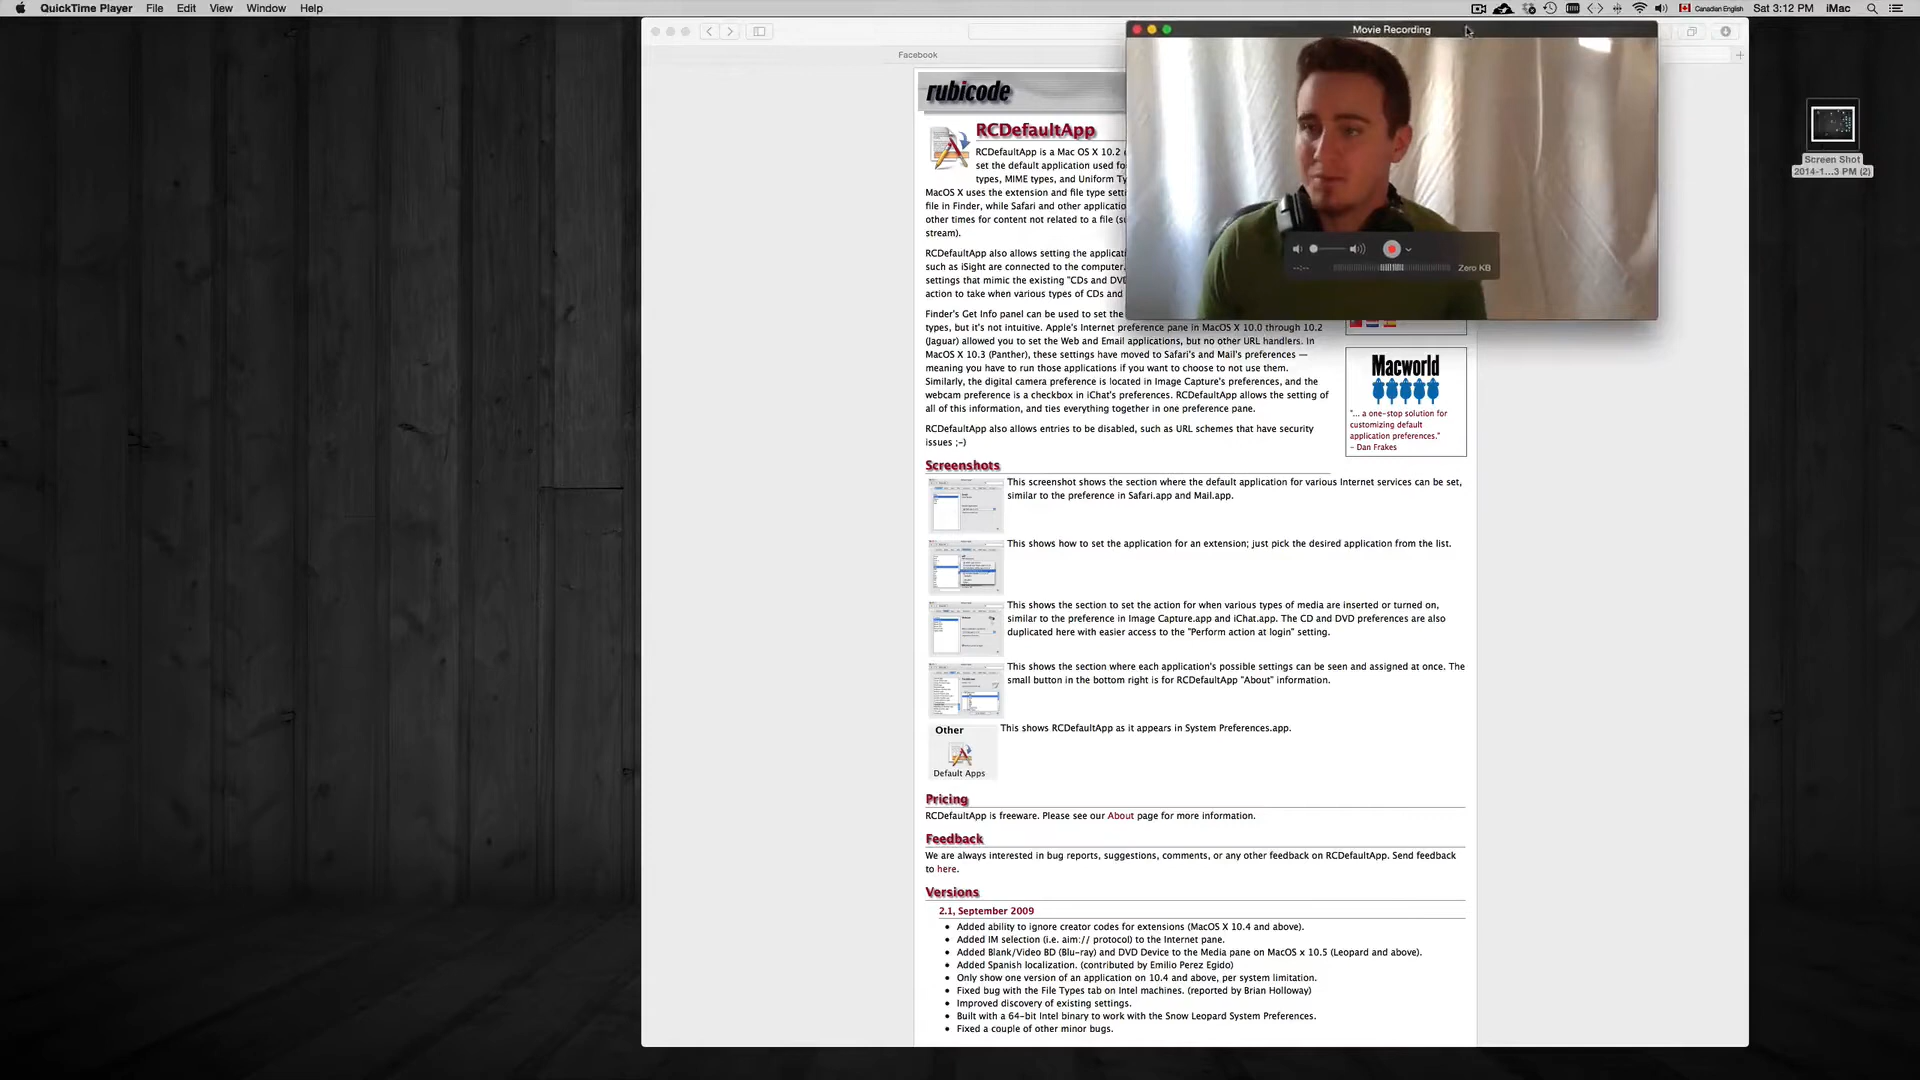 QuickTime Player File Edit View Window Help
Canadian English Sat 3:12 PM iMac
Movie Recording
Facebook
Zero KB
Screen Shot
2014-1...3 PM (2)
rubicode
RCDefaultApp
RCDefaultApp is a Mac OS X 10.2
set the default application used fo
types, MIME types, and Uniform Ty
MacOS X uses the extension and file type sett
file in Finder, while Safari and other application
other times for content not related to a file (su
stream).
RCDefaultApp also allows setting the applicati
such as iSight are connected to the computer.
settings that mimic the existing "CDs and DVD
action to take when various types of CDs and
Finder's Get Info panel can be used to set the
types, but it's not intuitive. Apple's Internet preference pane in MacOS X 10.0 through 10.2
(Jaguar) allowed you to set the Web and Email applications, but no other URL handlers. In
MacOS X 10.3 (Panther), these settings have moved to Safari's and Mail's preferences —
meaning you have to run those applications if you want to choose to not use them.
Similarly, the digital camera preference is located in Image Capture's preferences, and the
webcam preference is a checkbox in iChat's preferences. RCDefaultApp allows the setting of
all of this information, and ties everything together in one preference pane.
RCDefaultApp also allows entries to be disabled, such as URL schemes that have security
issues ;-)
Macworld
"... a one-stop solution for
customizing default
application preferences."
– Dan Frakes
Screenshots
This screenshot shows the section where the default application for various Internet services can be set,
similar to the preference in Safari.app and Mail.app.
This shows how to set the application for an extension; just pick the desired application from the list.
This shows the section to set the action for when various types of media are inserted or turned on,
similar to the preference in Image Capture.app and iChat.app. The CD and DVD preferences are also
duplicated here with easier access to the "Perform action at login" setting.
This shows the section where each application's possible settings can be seen and assigned at once. The
small button in the bottom right is for RCDefaultApp "About" information.
Other
Default Apps
This shows RCDefaultApp as it appears in System Preferences.app.
Pricing
RCDefaultApp is freeware. Please see our About page for more information.
Feedback
We are always interested in bug reports, suggestions, comments, or any other feedback on RCDefaultApp. Send feedback
to here.
Versions
2.1, September 2009
• Added ability to ignore creator codes for extensions (MacOS X 10.4 and above).
• Added IM selection (i.e. aim:// protocol) to the Internet pane.
• Added Blank/Video BD (Blu-ray) and DVD Device to the Media pane on MacOS x 10.5 (Leopard and above).
• Added Spanish localization. (contributed by Emilio Perez Egido)
• Only show one version of an application on 10.4 and above, per system limitation.
• Fixed bug with the File Types tab on Intel machines. (reported by Brian Holloway)
• Improved discovery of existing settings.
• Built with a 64-bit Intel binary to work with the Snow Leopard System Preferences.
• Fixed a couple of other minor bugs.